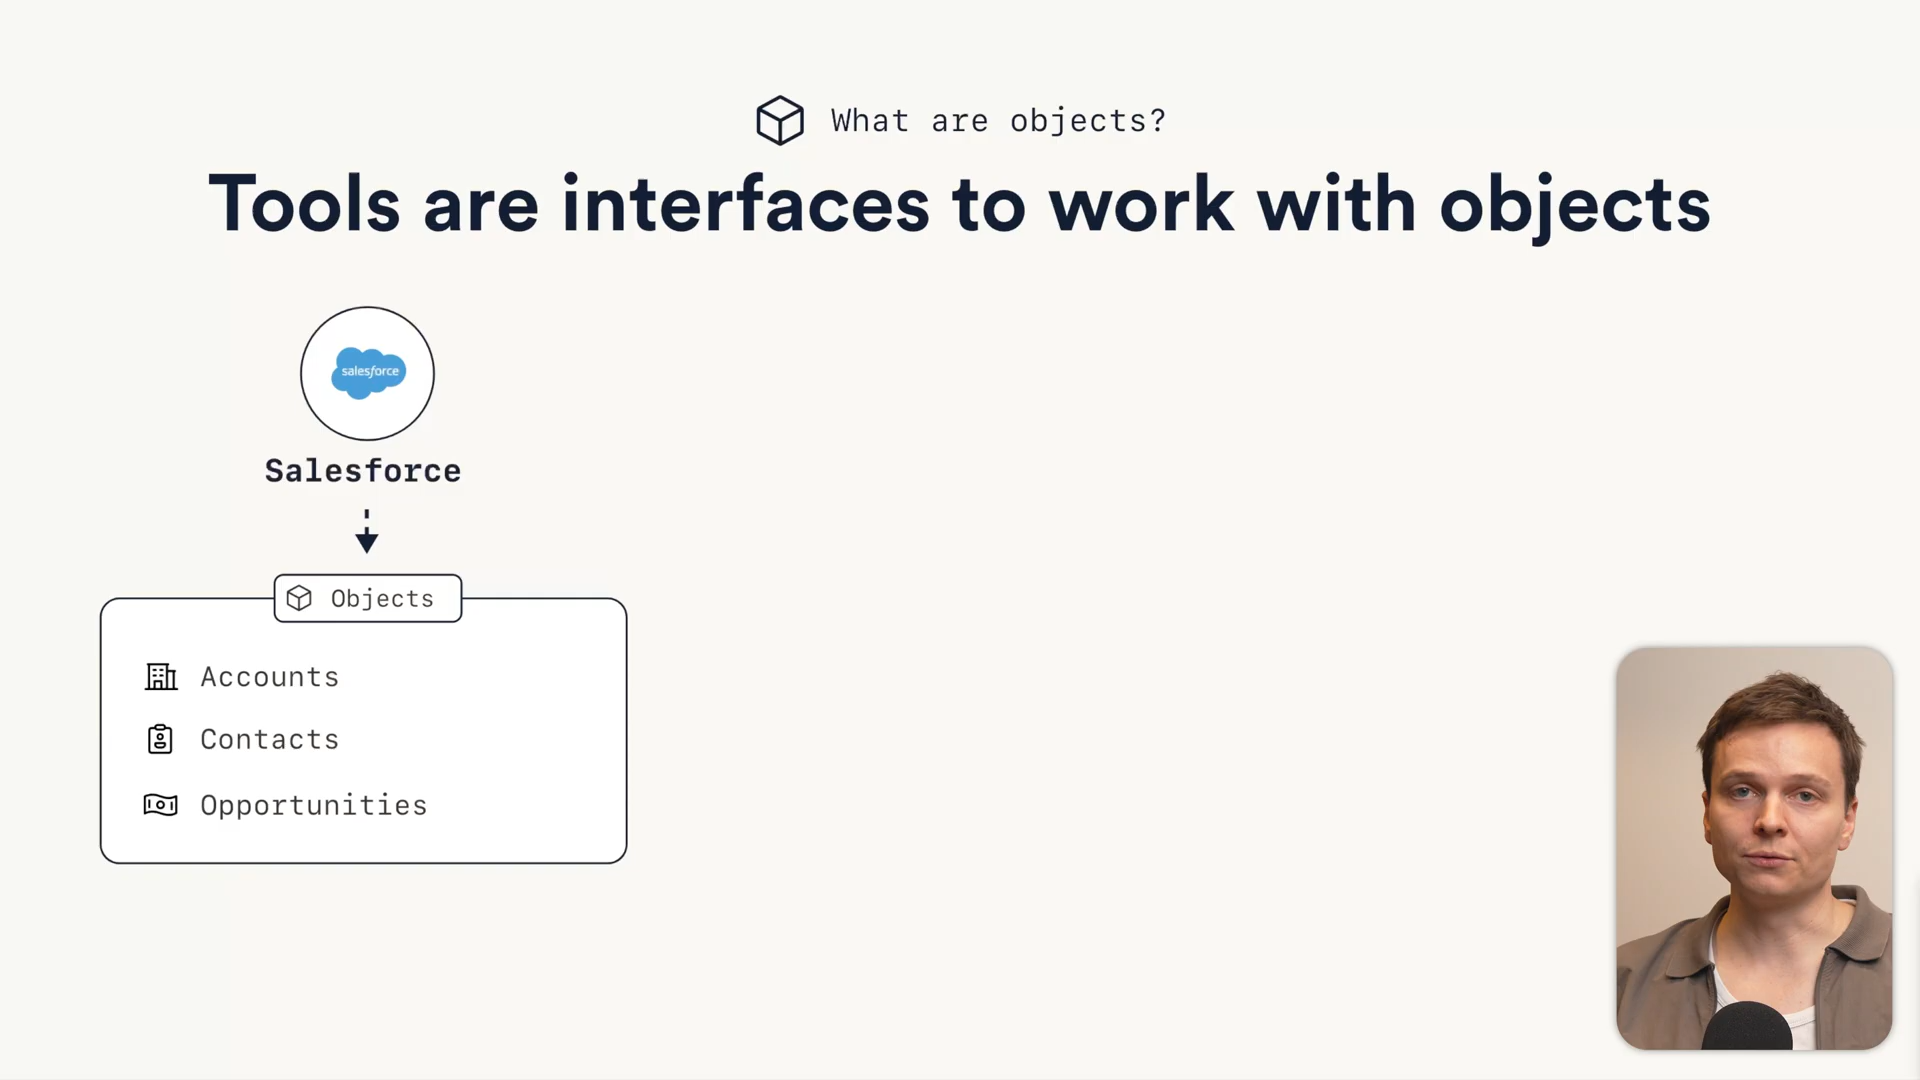 What are objects?
Tools are interfaces to work with objects
salesforce
Salesforce
Objects
Accounts
Contacts
Opportunities